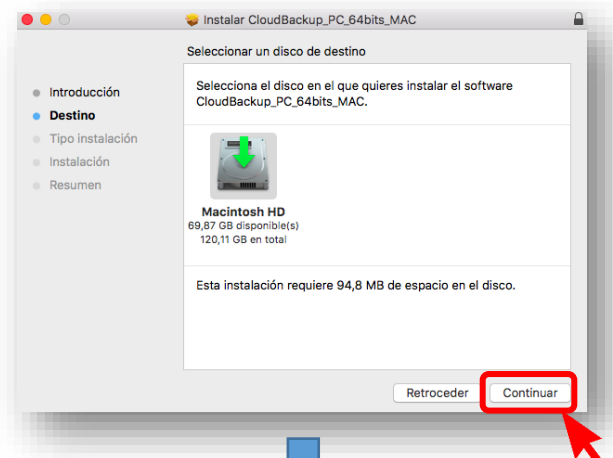 Instalar CloudBackup_PC_64bits_MAC
Seleccionar un disco de destino
Introducción
Destino
Tipo instalación
Instalación
Resumen
Selecciona el disco en el que quieres instalar el software
CloudBackup_PC_64bits_MAC.
Macintosh HD
69,87 GB disponible(s)
120,11 GB en total
Esta instalación requiere 94,8 MB de espacio en el disco.
Retroceder
Continuar